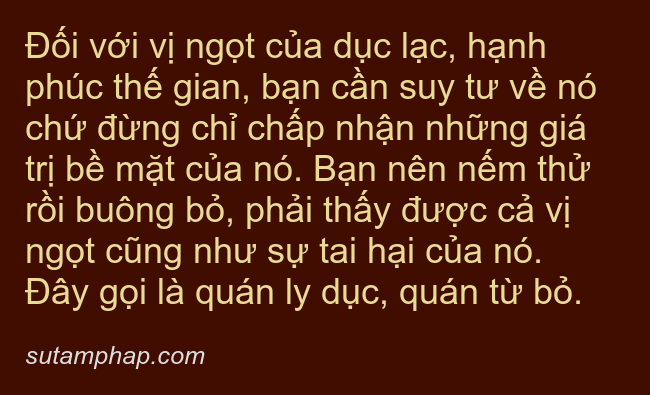 Đối với vị ngọt của dục lạc, hạnh
phúc thế gian, bạn cần suy tư về nó
chứ đừng chỉ chấp nhận những giá
trị bề mặt của nó. Bạn nên nếm thử
rồi buông bỏ, phải thấy được cả vị
ngọt cũng như sự tai hại của nó.
Đây gọi là quán ly dục, quán từ bỏ.
sutamphap.com